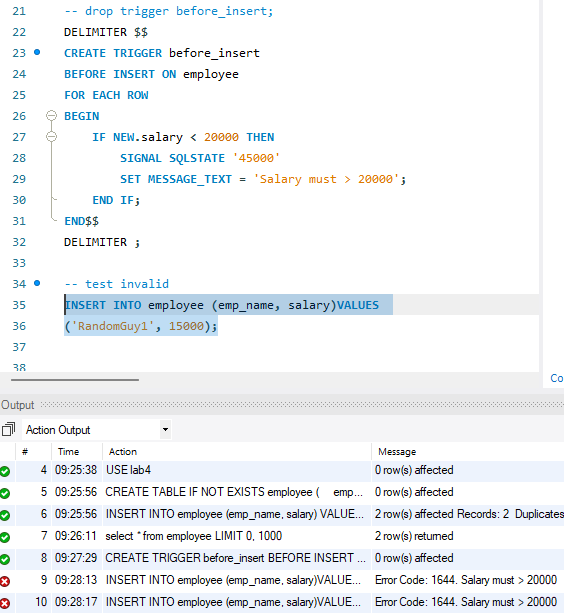 21 -- drop trigger before_insert;
22 DELIMITER $$
23 CREATE TRIGGER before_insert
24 BEFORE INSERT ON employee
25 FOR EACH ROW
26 BEGIN
27 IF NEW.salary < 20000 THEN
28 SIGNAL SQLSTATE '45000'
29 SET MESSAGE_TEXT = 'Salary must > 20000';
30 END IF;
31 END$$
32 DELIMITER ;
33
34 -- test invalid
35 INSERT INTO employee (emp_name, salary)VALUES
36 ('RandomGuy1', 15000);
37
38
Co
Output
Action Output
# Time Action Message
4 09:25:38 USE lab4 0 row(s) affected
5 09:25:56 CREATE TABLE IF NOT EXISTS employee ( emp... 0 row(s) affected
6 09:25:56 INSERT INTO employee (emp_name, salary) VALUE... 2 row(s) affected Records: 2 Duplicates
7 09:26:11 select * from employee LIMIT 0, 1000 2 row(s) returned
8 09:27:29 CREATE TRIGGER before_insert BEFORE INSERT ... 0 row(s) affected
9 09:28:13 INSERT INTO employee (emp_name, salary)VALUE... Error Code: 1644. Salary must > 20000
10 09:28:17 INSERT INTO employee (emp_name, salary)VALUE... Error Code: 1644. Salary must > 20000